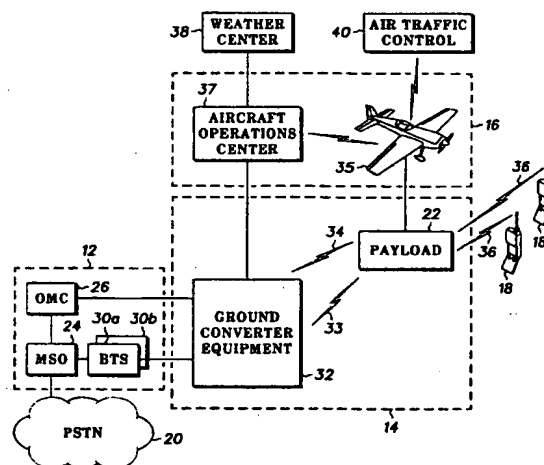 38
WEATHER
CENTER
40
AIR TRAFFIC
CONTROL
37
AIRCRAFT
OPERATIONS
CENTER
35
16
36
22
34
PAYLOAD
36
18
18
12
33
OMC
26
24
30a
30b
GROUND
CONVERTER
EQUIPMENT
MSO
BTS
32
PSTN
20
14